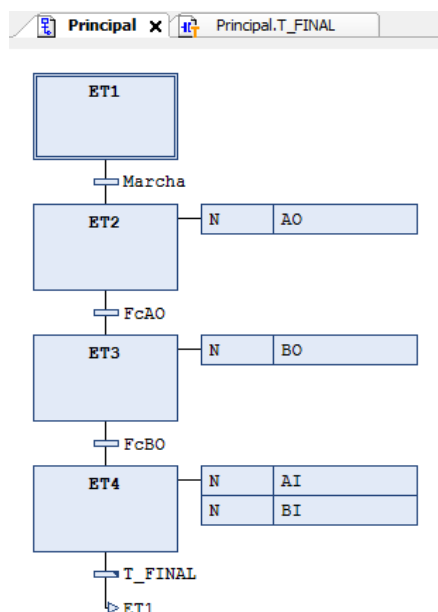 Principal Principal.T_FINAL
ET1
Marcha
ET2 N AO
FcAO
ET3 N BO
FcBO
ET4 N AI
N BI
T_FINAL
ET1